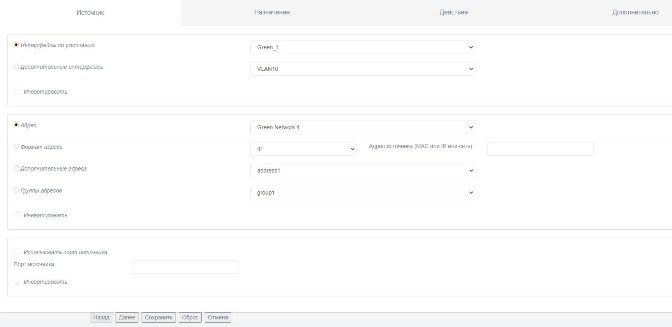 Источник Назначение Действие Дополнительно
Интерфейсы по умолчанию Green_1
Дополнительные интерфейсы VLAN10
Инвертировать
Адрес Green Network 1
Формат адреса IP Адрес источника (MAC или IP или сеть)
Дополнительные адреса address1
Группы адресов group1
Инвертировать
Использовать порт источника
Порт источника
Инвертировать
Назад Далее Сохранить Сброс Отмена